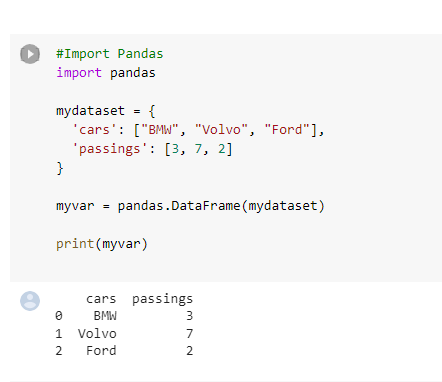 #Import Pandas
import pandas
mydataset = {
  'cars': ["BMW", "Volvo", "Ford"],
  'passings': [3, 7, 2]
}
myvar = pandas.DataFrame(mydataset)
print(myvar)
    cars  passings
0    BMW         3
1  Volvo         7
2   Ford         2